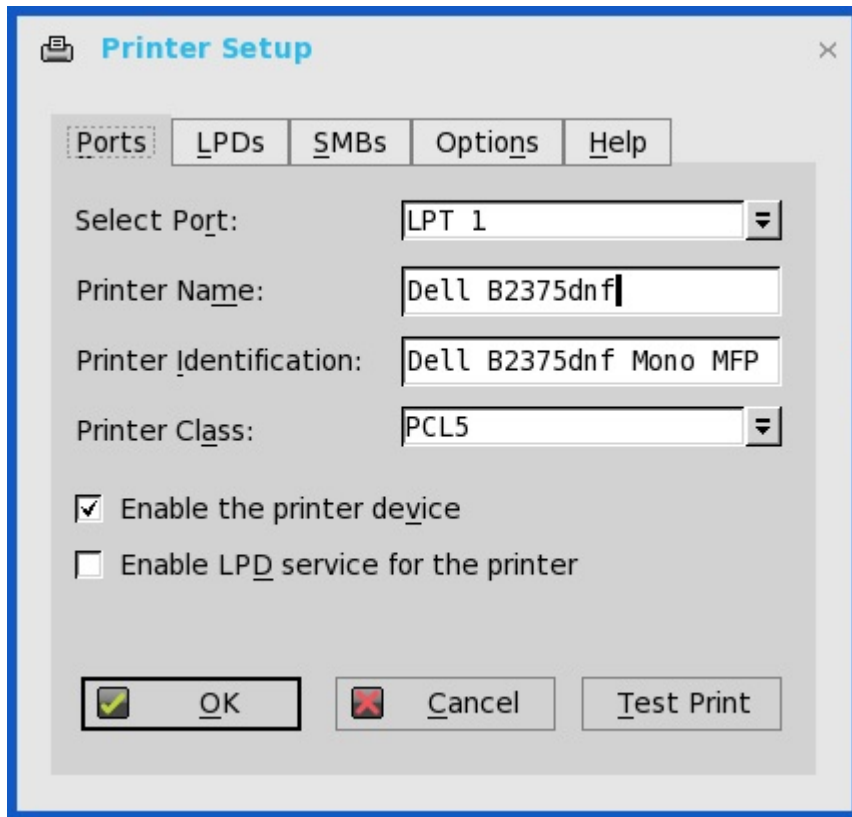 Printer Setup
Ports LPDs SMBs Options Help
Select Port: LPT 1
Printer Name: Dell B2375dnf
Printer Identification: Dell B2375dnf Mono MFP
Printer Class: PCL5
Enable the printer device
Enable LPD service for the printer
OK Cancel Test Print